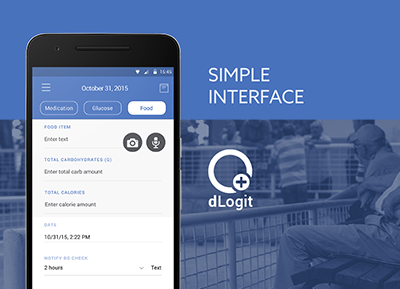 15:45
October 31, 2015
Medication
Glucose
Food
FOOD ITEM
Enter text
TOTAL CARBOHYDRATES (G)
Enter total carb amount
TOTAL CALORIES
Enter calorie amount
DATE
10/31/15, 2:22 PM
NOTIFY BG CHECK
2 hours
Text
SIMPLE
INTERFACE
dLogit